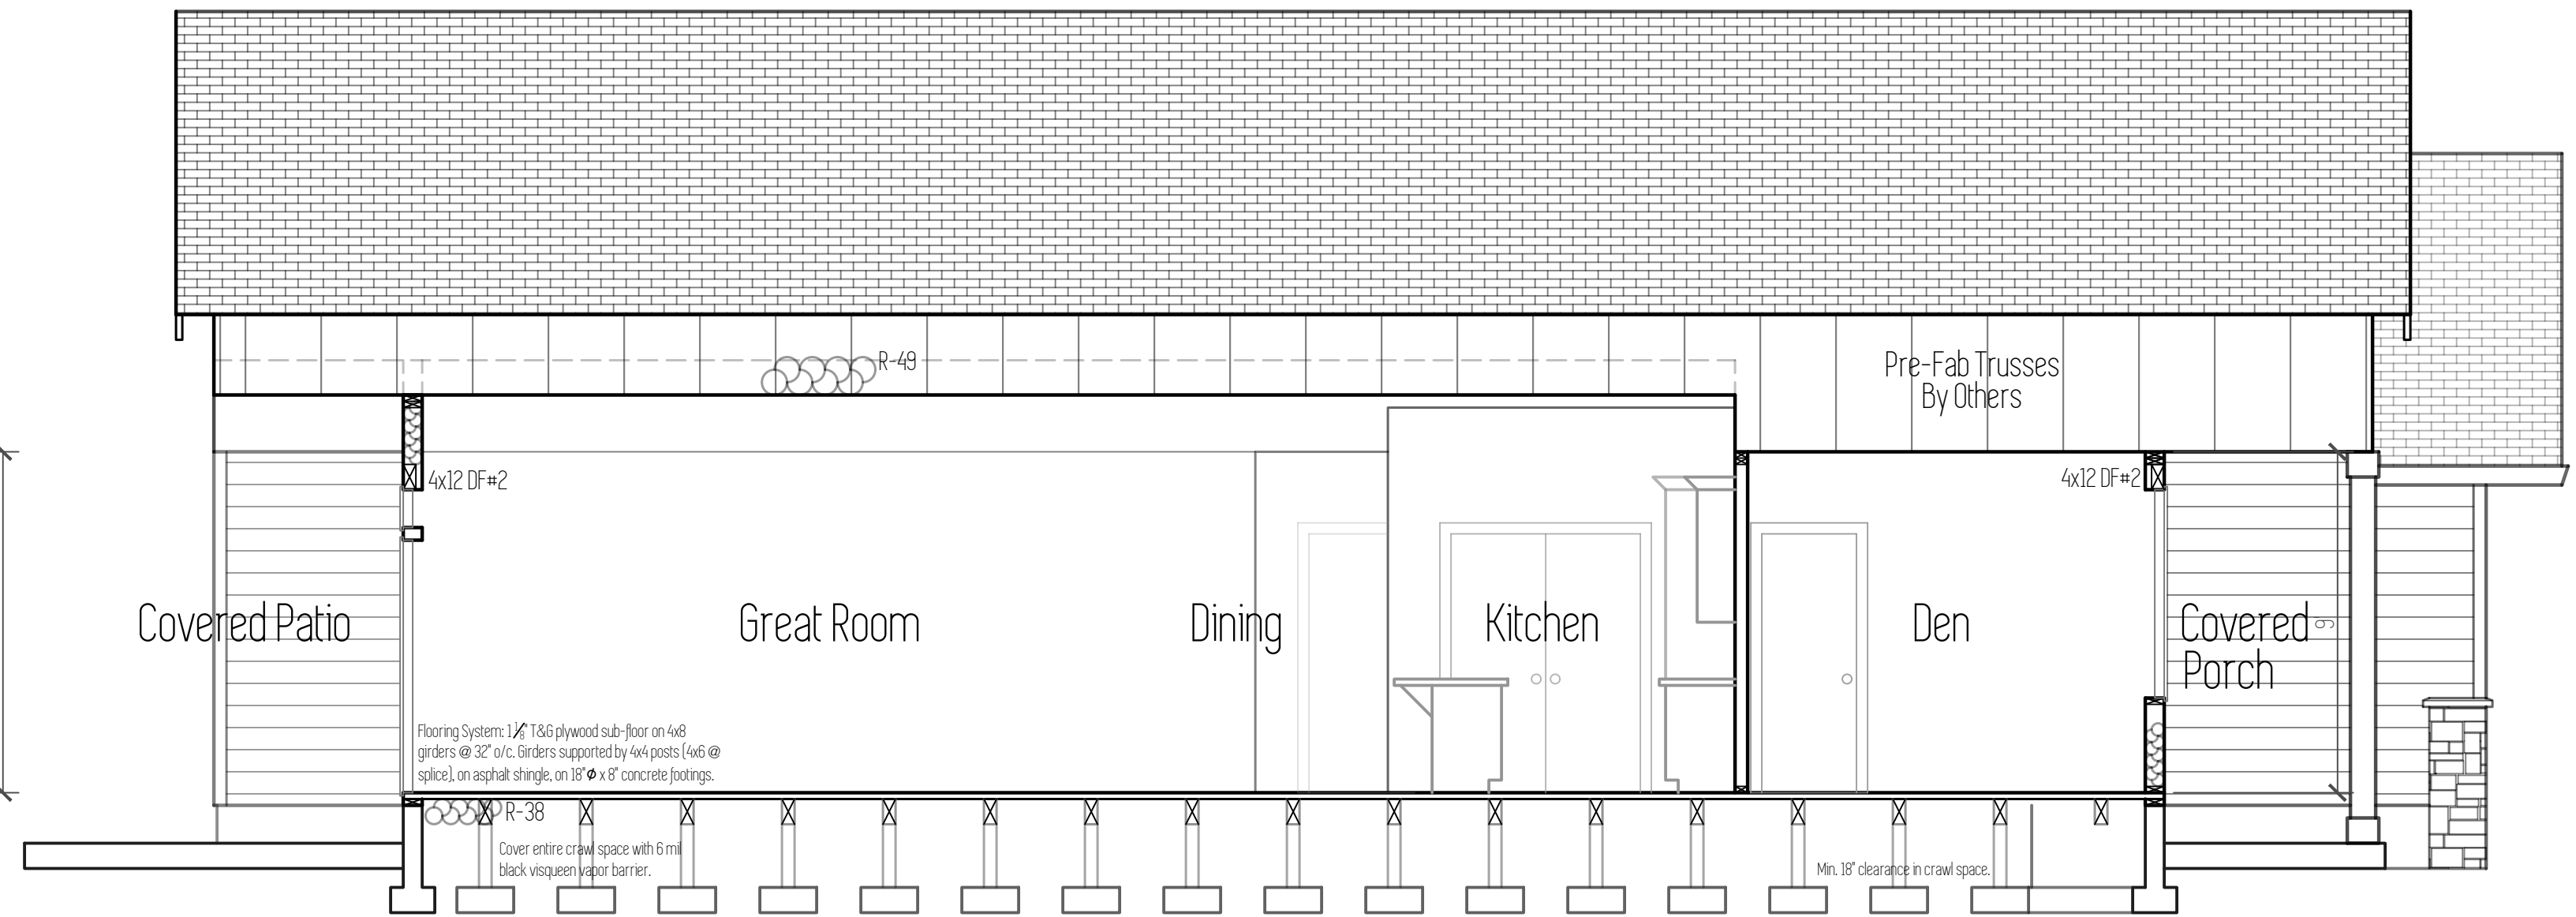 R-49
Pre-Fab Trusses
By Others
4x12 DF#2
4x12 DF#2
Covered Patio
Great Room
Dining
Kitchen
Den
Covered
Porch
9'
Flooring System: 1 1/8" T&G plywood sub-floor on 4x8
girders @ 32" o/c. Girders supported by 4x4 posts (4x6 @
splice), on asphalt shingle, on 18"Φ x 8" concrete footings.
R-38
Cover entire crawl space with 6 mil
black visqueen vapor barrier.
Min. 18" clearance in crawl space.